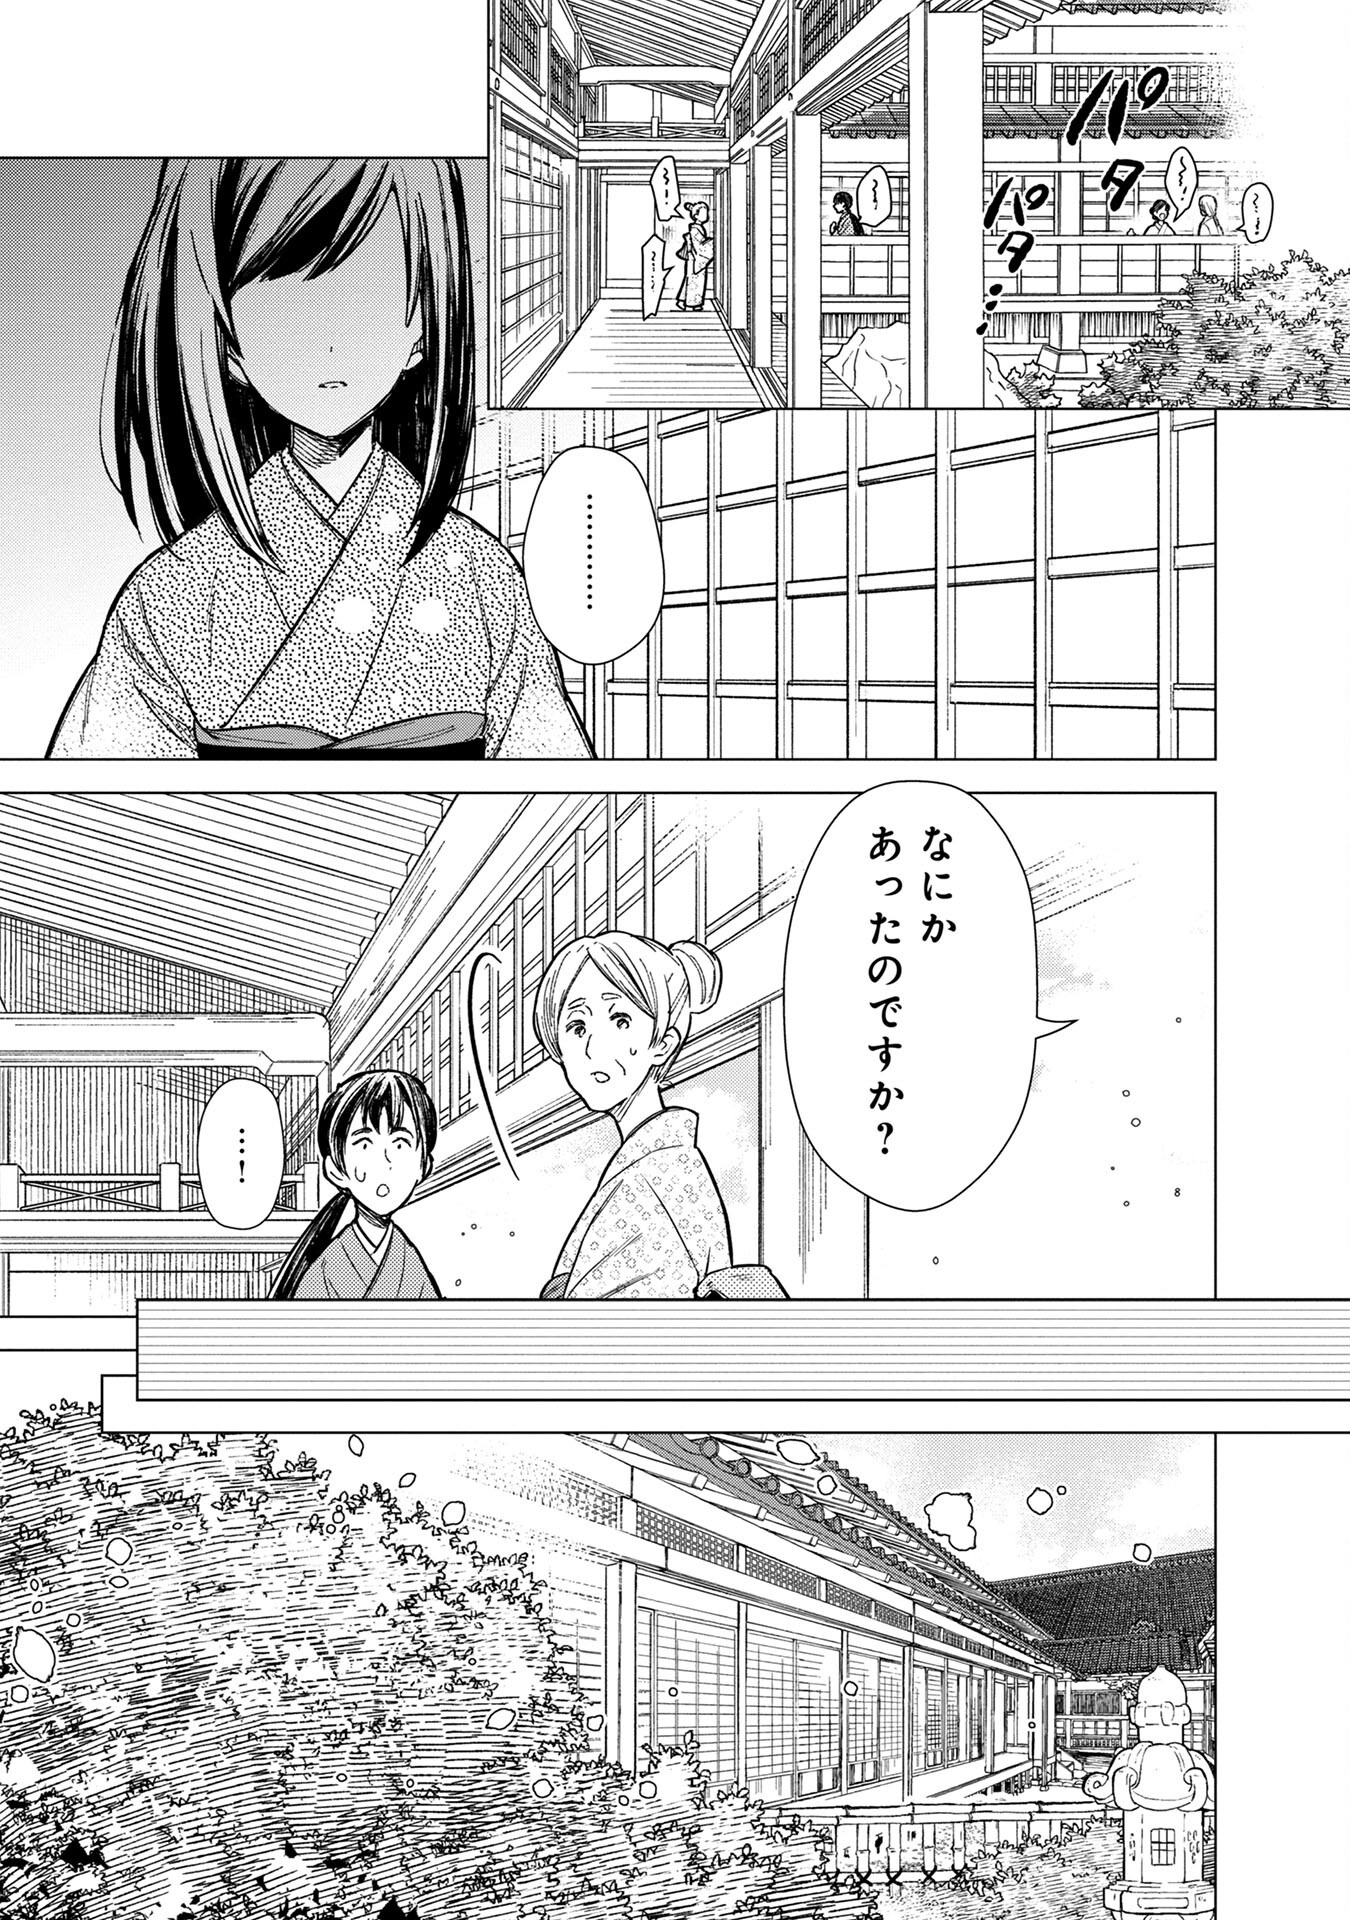 パタ
パタ…
………
なにか
あったのですか？
…！